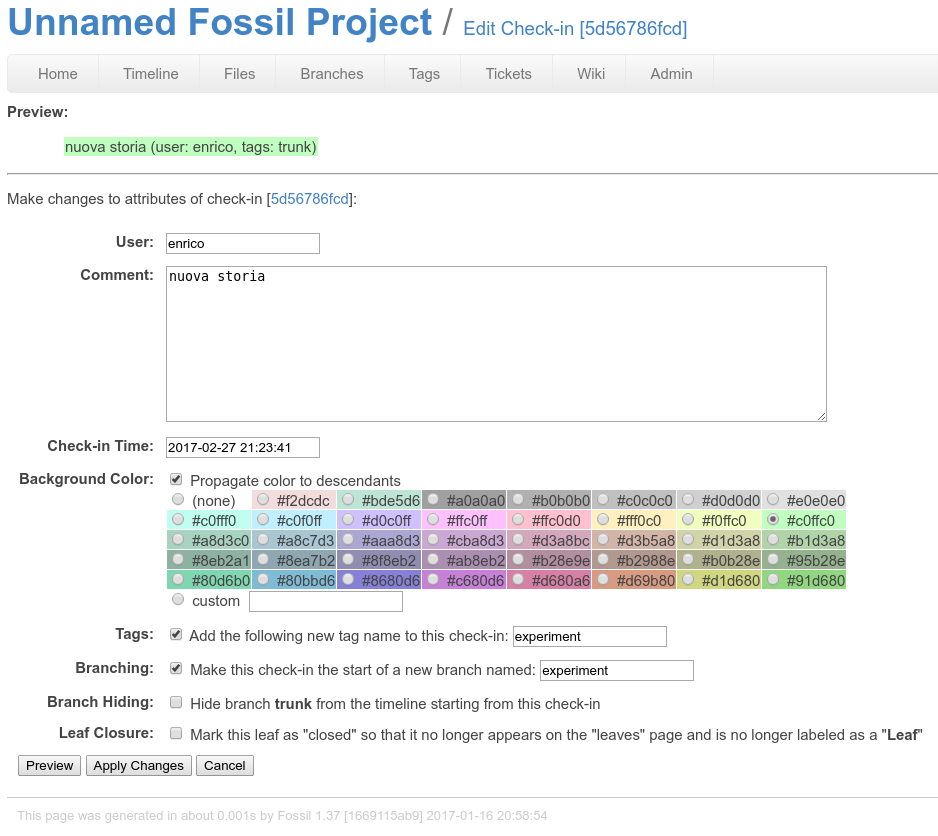 Unnamed Fossil Project / Edit Check-in [5d56786fcd]
Home Timeline Files Branches Tags Tickets Wiki Admin
Preview:
nuova storia (user: enrico, tags: trunk)
Make changes to attributes of check-in [5d56786fcd]:
User: enrico
Comment: nuova storia
Check-in Time: 2017-02-27 21:23:41
Background Color: Propagate color to descendants
(none) #f2dcdc #bde5d6 #a0a0a0 #b0b0b0 #c0c0c0 #d0d0d0 #e0e0e0
#c0fff0 #c0f0ff #d0c0ff #ffc0ff #ffc0d0 #fff0c0 #f0ffc0 #c0ffc0
#a8d3c0 #a8c7d3 #aaa8d3 #cba8d3 #d3a8bc #d3b5a8 #d1d3a8 #b1d3a8
#8eb2a1 #8ea7b2 #8f8eb2 #ab8eb2 #b28e9e #b2988e #b0b28e #95b28e
#80d6b0 #80bbd6 #8680d6 #c680d6 #d680a6 #d69b80 #d1d680 #91d680
custom
Tags: Add the following new tag name to this check-in: experiment
Branching: Make this check-in the start of a new branch named: experiment
Branch Hiding: Hide branch trunk from the timeline starting from this check-in
Leaf Closure: Mark this leaf as "closed" so that it no longer appears on the "leaves" page and is no longer labeled as a "Leaf"
Preview Apply Changes Cancel
This page was generated in about 0.001s by Fossil 1.37 [1669115ab9] 2017-01-16 20:58:54